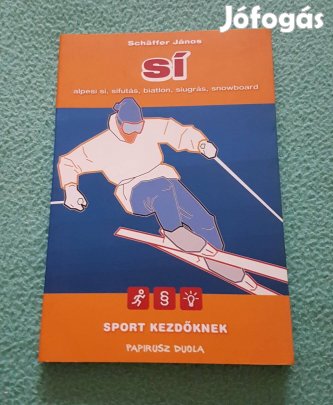 Jófogás
Schäffer János
sí
alpesi sí, sífutás, biatlon, síugrás, snowboard
§
SPORT KEZDŐKNEK
PAPIRUSZ DUOLA